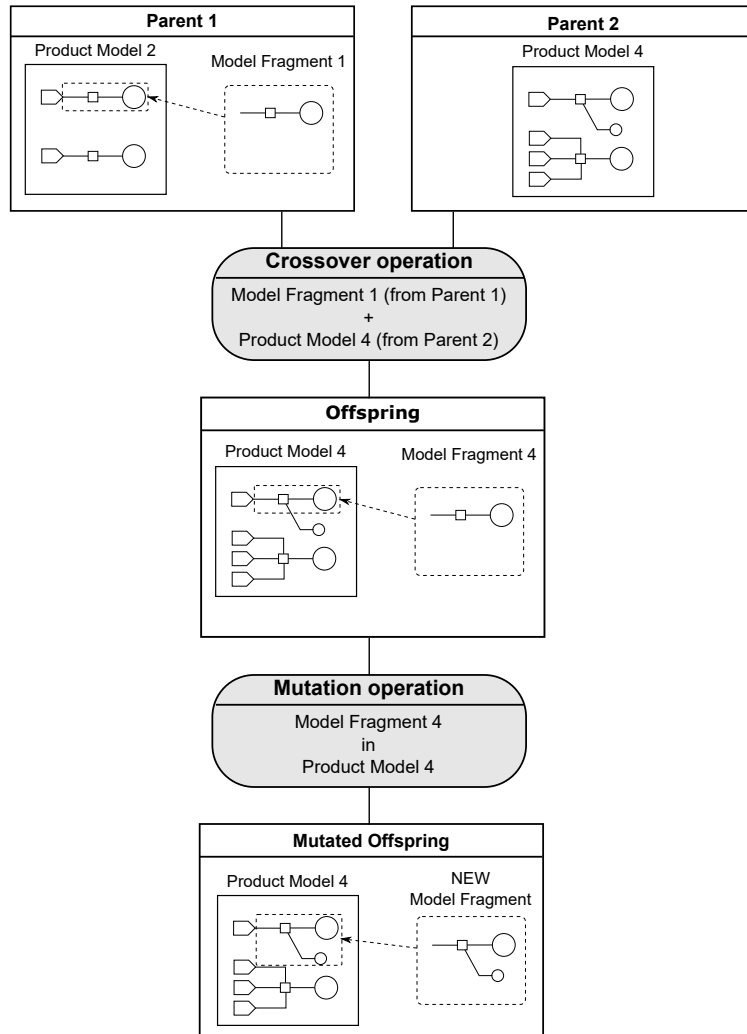 Parent 1
Product Model 2
Model Fragment 1
Parent 2
Product Model 4
Crossover operation
Model Fragment 1 (from Parent 1)
+
Product Model 4 (from Parent 2)
Offspring
Product Model 4
Model Fragment 4
Mutation operation
Model Fragment 4
in
Product Model 4
Mutated Offspring
Product Model 4
NEW
Model Fragment